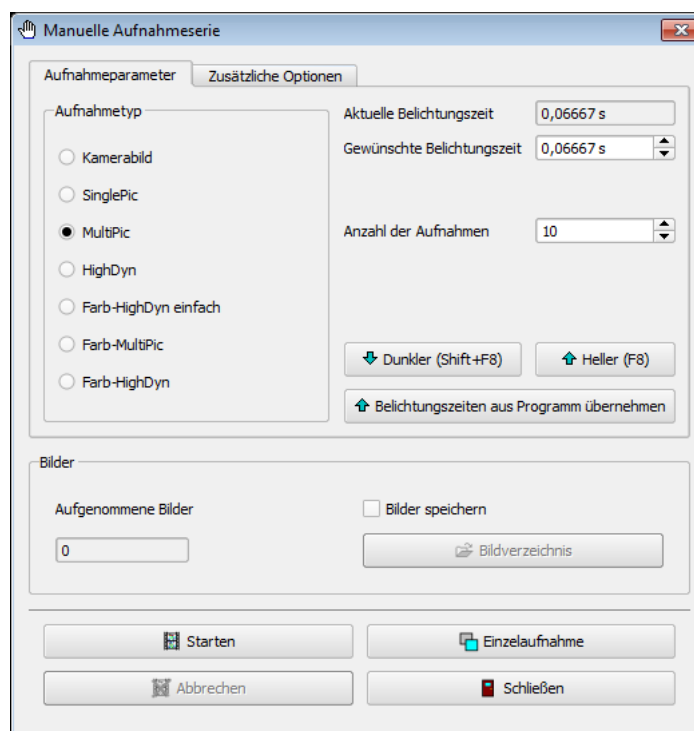 Manuelle Aufnahmeserie
Aufnahmeparameter
Zusätzliche Optionen
Aufnahmetyp
Kamerabild
SinglePic
MultiPic
HighDyn
Farb-HighDyn einfach
Farb-MultiPic
Farb-HighDyn
Aktuelle Belichtungszeit
0,06667 s
Gewünschte Belichtungszeit
0,06667 s
Anzahl der Aufnahmen
10
Dunkler (Shift+F8)
Heller (F8)
Belichtungszeiten aus Programm übernehmen
Bilder
Aufgenommene Bilder
0
Bilder speichern
Bildverzeichnis
Starten
Einzelaufnahme
Abbrechen
Schließen